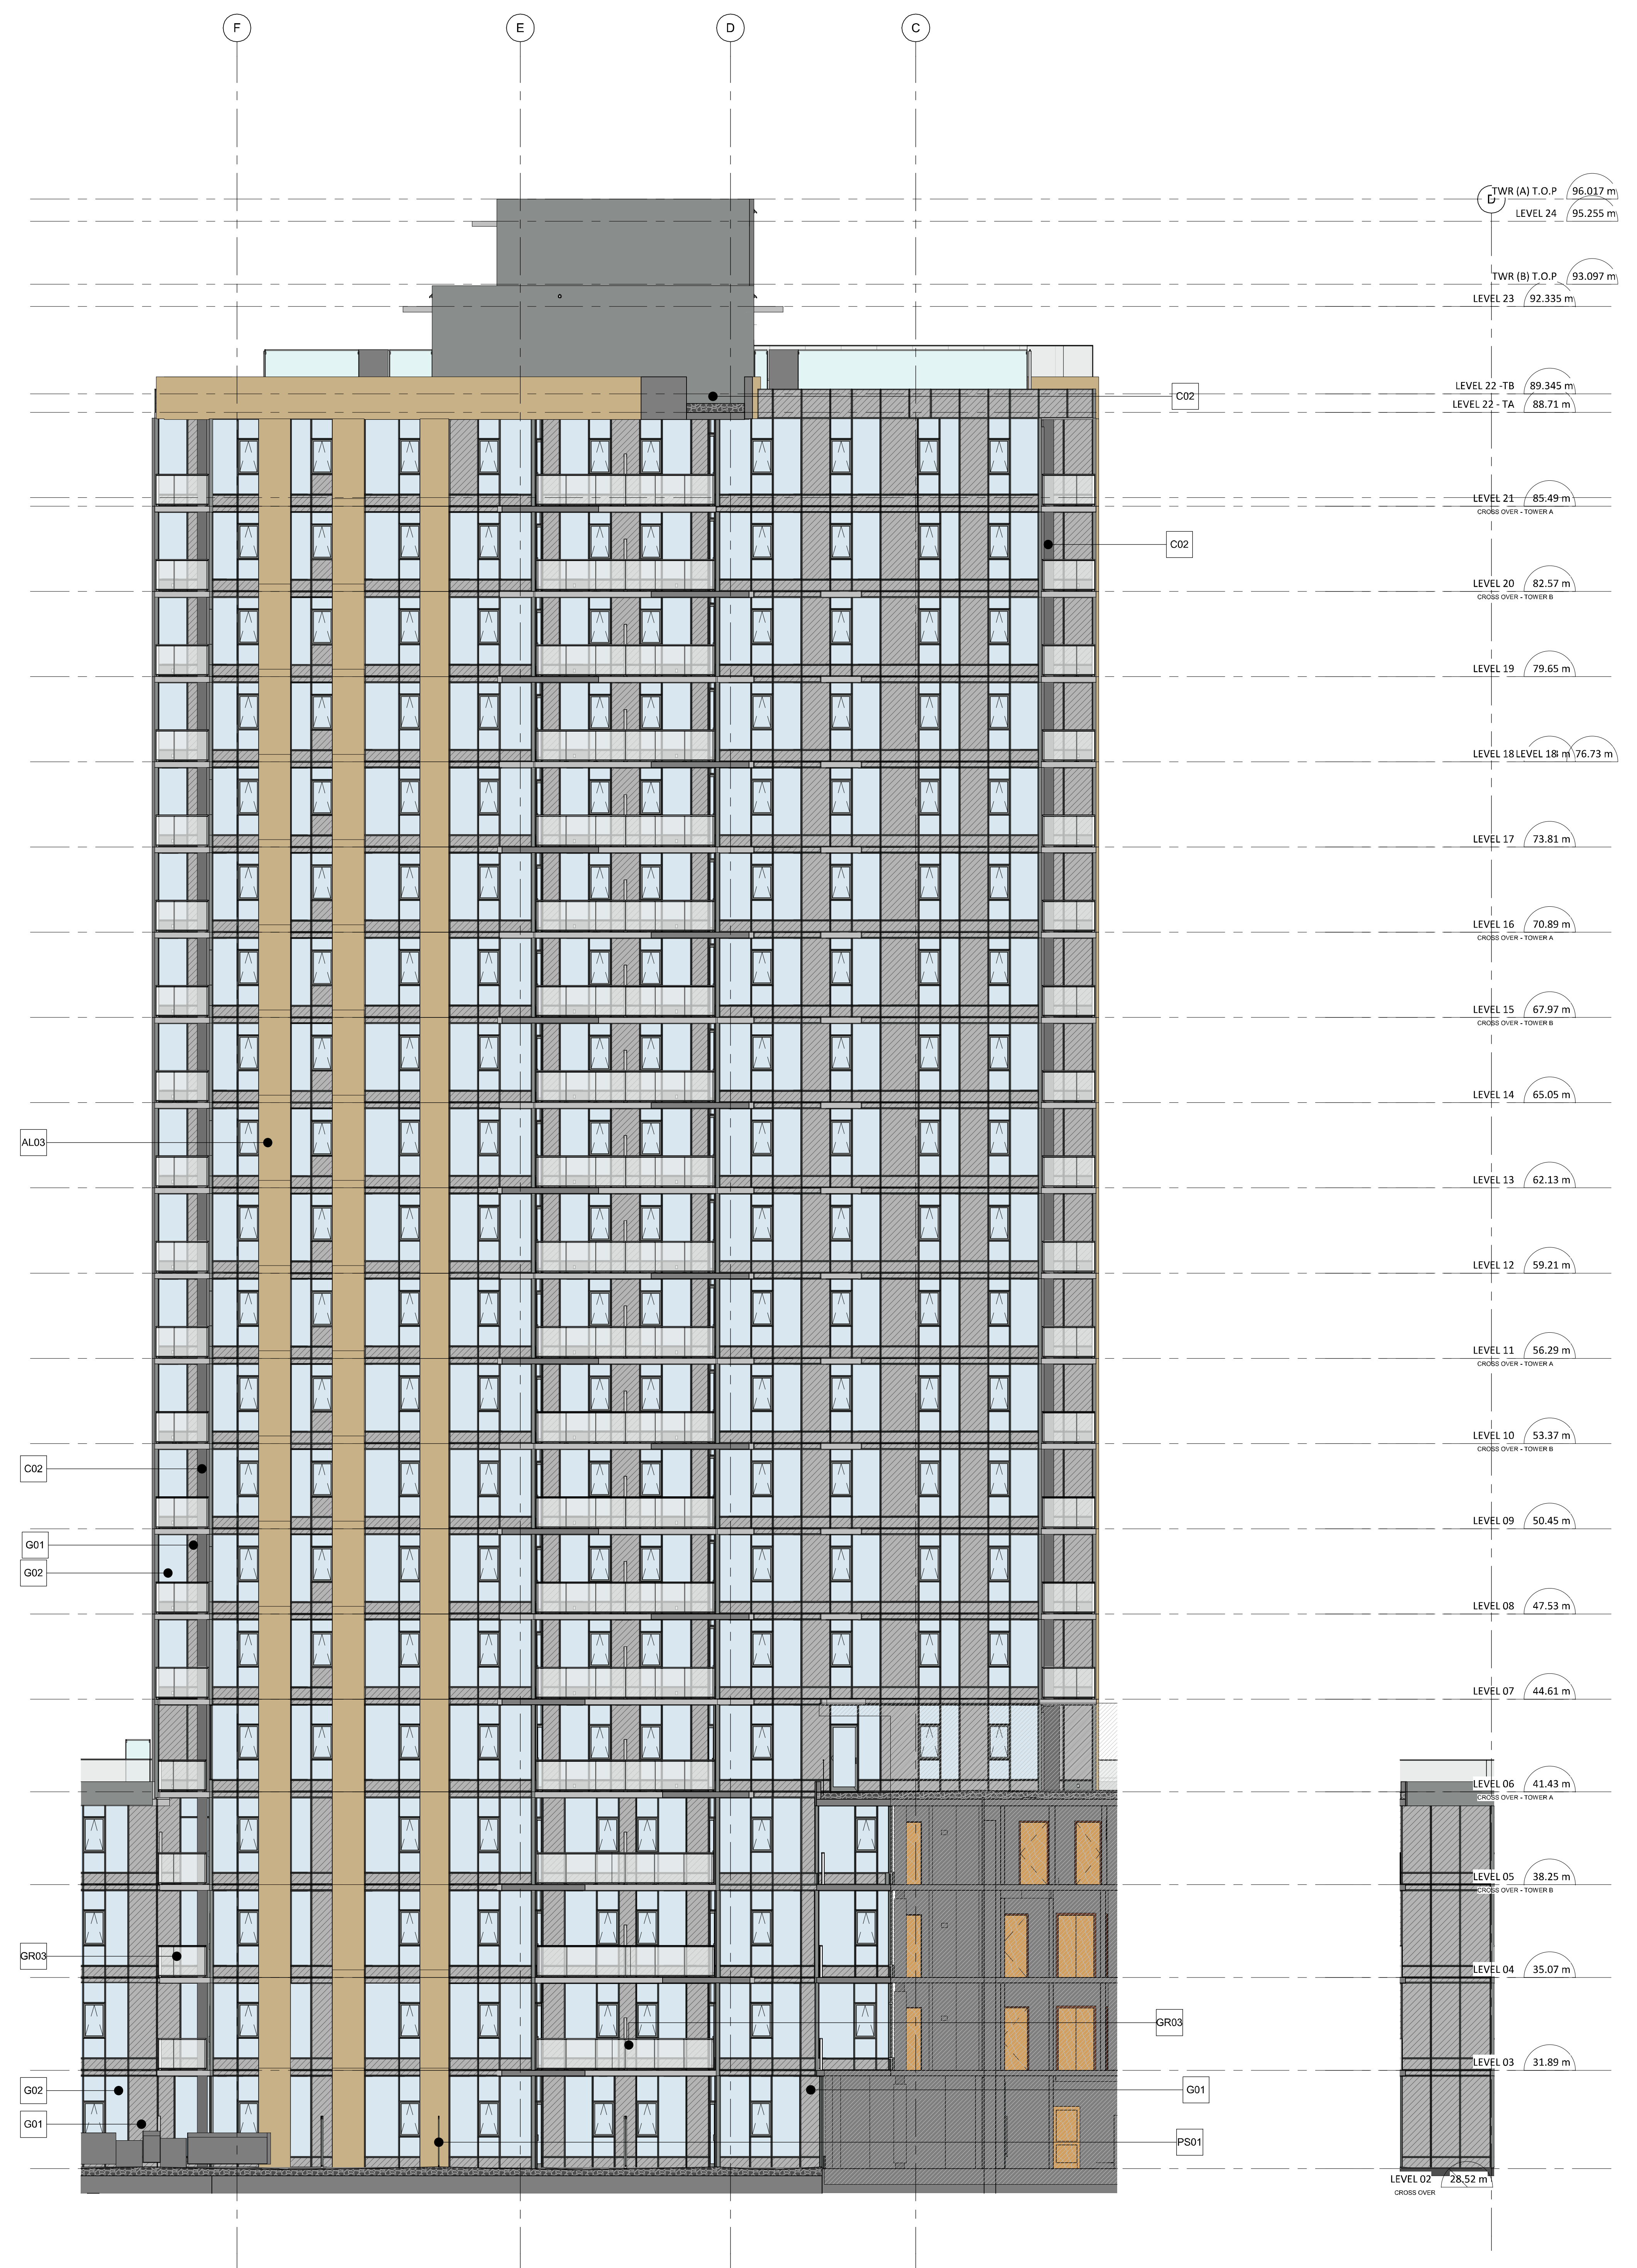 F E D C
TWR (A) T.O.P 96.017 m
D
LEVEL 24 95.255 m
TWR (B) T.O.P 93.097 m
LEVEL 23 92.335 m
LEVEL 22 -TB 89.345 m
C02
LEVEL 22 - TA 88.71 m
LEVEL 21 85.49 m
CROSS OVER - TOWER A
C02
LEVEL 20 82.57 m
CROSS OVER - TOWER B
LEVEL 19 79.65 m
LEVEL 18 LEVEL 18 m 76.73 m
LEVEL 17 73.81 m
LEVEL 16 70.89 m
CROSS OVER - TOWER A
LEVEL 15 67.97 m
CROSS OVER - TOWER B
LEVEL 14 65.05 m
AL03
LEVEL 13 62.13 m
LEVEL 12 59.21 m
LEVEL 11 56.29 m
CROSS OVER - TOWER A
LEVEL 10 53.37 m
CROSS OVER - TOWER B
C02
LEVEL 09 50.45 m
G01
G02
LEVEL 08 47.53 m
LEVEL 07 44.61 m
LEVEL 06 41.43 m
CROSS OVER - TOWER A
LEVEL 05 38.25 m
CROSS OVER - TOWER B
GR03
LEVEL 04 35.07 m
GR03
LEVEL 03 31.89 m
G02 G01
G01
PS01
LEVEL 02 28.52 m
CROSS OVER